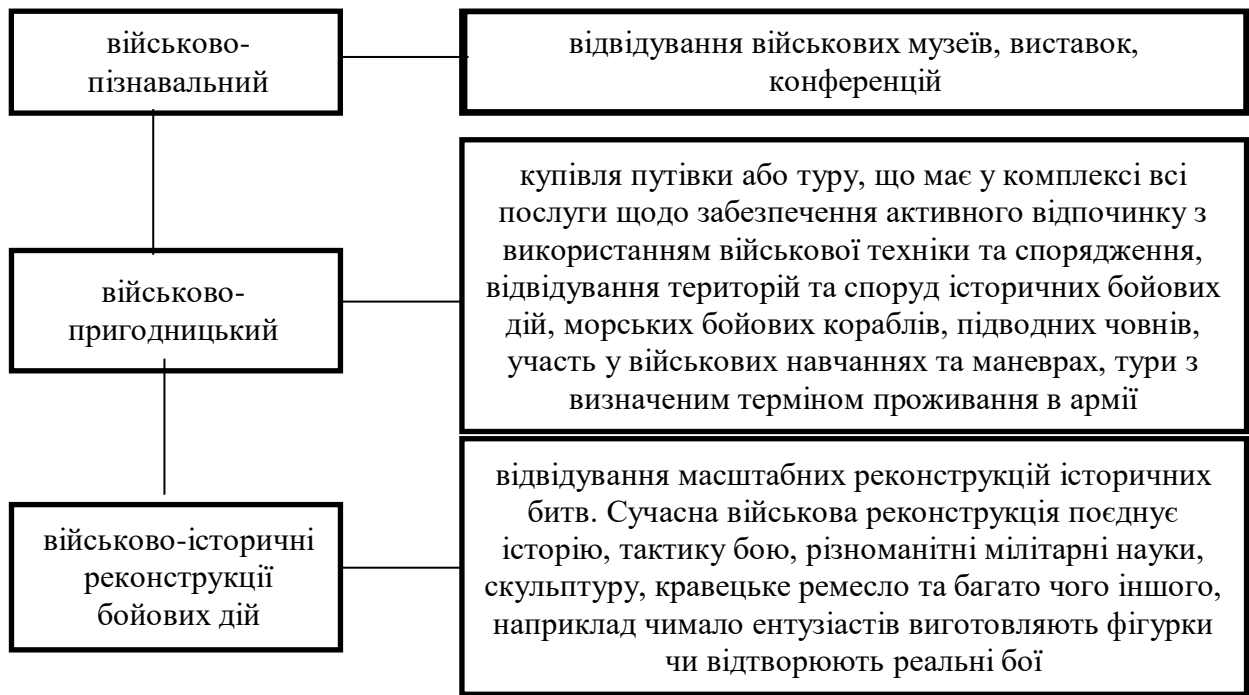 військово-
пізнавальний
відвідування військових музеїв, виставок,
конференцій
військово-
пригодницький
купівля путівки або туру, що має у комплексі всі
послуги щодо забезпечення активного відпочинку з
використанням військової техніки та спорядження,
відвідування територій та споруд історичних бойових
дій, морських бойових кораблів, підводних човнів,
участь у військових навчаннях та маневрах, тури з
визначеним терміном проживання в армії
військово-історичні
реконструкції
бойових дій
відвідування масштабних реконструкцій історичних
битв. Сучасна військова реконструкція поєднує
історію, тактику бою, різноманітні мілітарні науки,
скульптуру, кравецьке ремесло та багато чого іншого,
наприклад чимало ентузіастів виготовляють фігурки
чи відтворюють реальні бої